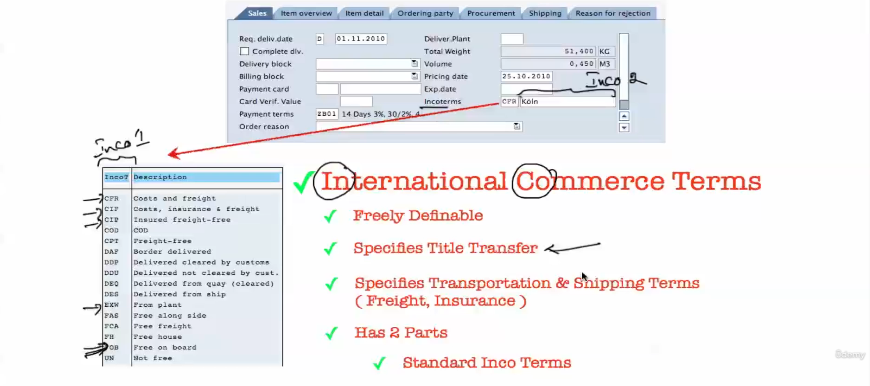 Sales Item overview Item detail Ordering party Procurement Shipping Reason for rejection
Req. deliv.date D 01.11.2010 Deliver.Plant
Complete dlv. Total Weight 51,400 KG
Delivery block Volume 0,450 M3
Billing block Pricing date 25.10.2010
Payment card Exp.date
Card Verif. Value Incoterms CFR Köln
Payment terms ZB01 14 Days 3%, 30/2%, 4..
Order reason
Inco 2
Inco 1
IncoT Description
CFR Costs and freight
CIF Costs, insurance & freight
CIP Insured freight-free
COD COD
CPT Freight-free
DAF Border delivered
DDP Delivered cleared by customs
DDU Delivered not cleared by cust.
DEQ Delivered from quay (cleared)
DES Delivered from ship
EXW From plant
FAS Free along side
FCA Free freight
FH Free house
FOB Free on board
UN Not free
International Commerce Terms
Freely Definable
Specifies Title Transfer
Specifies Transportation & Shipping Terms
( Freight, Insurance )
Has 2 Parts
Standard Inco Terms
Udemy